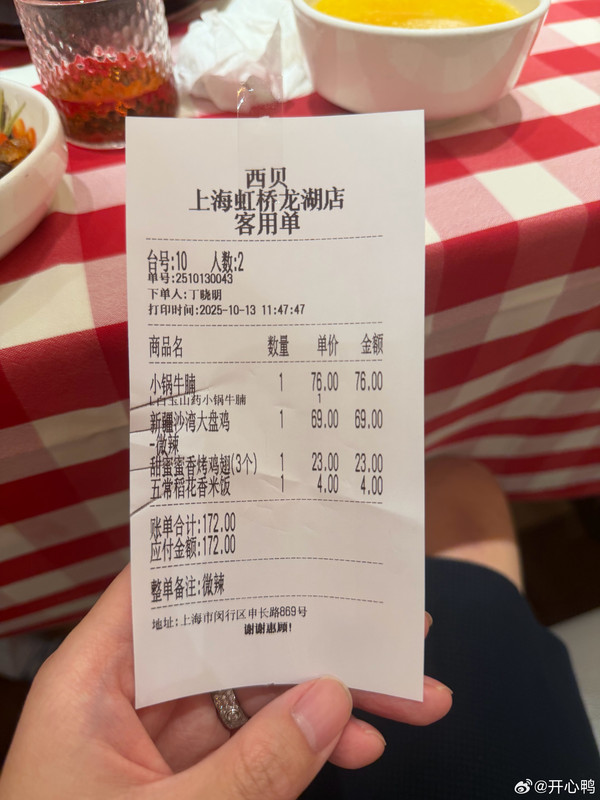 西贝
上海虹桥龙湖店
客用单
台号:10 人数:2
单号:2510130043
下单人:丁晓明
打印时间:2025-10-13 11:47:47
商品名 数量 单价 金额
小锅牛腩 1 76.00 76.00
白玉山药小锅牛腩 1
新疆沙湾大盘鸡 1 69.00 69.00
-微辣
甜蜜蜜香烤鸡翅(3个) 1 23.00 23.00
五常稻花香米饭 1 4.00 4.00
账单合计:172.00
应付金额:172.00
整单备注:微辣
地址:上海市闵行区申长路869号
谢谢惠顾!
@开心鸭